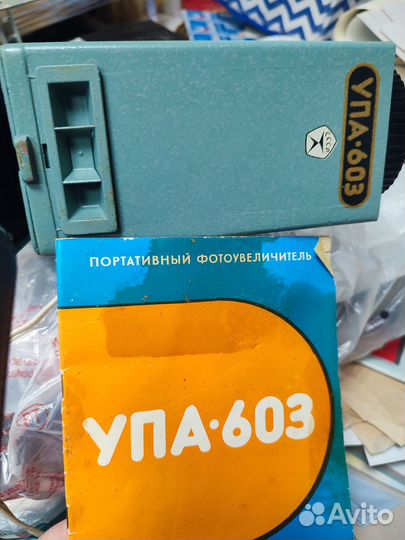 УПА·603
СССР
ПОРТАТИВНЫЙ ФОТОУВЕЛИЧИТЕЛЬ
УПА·603
Avito